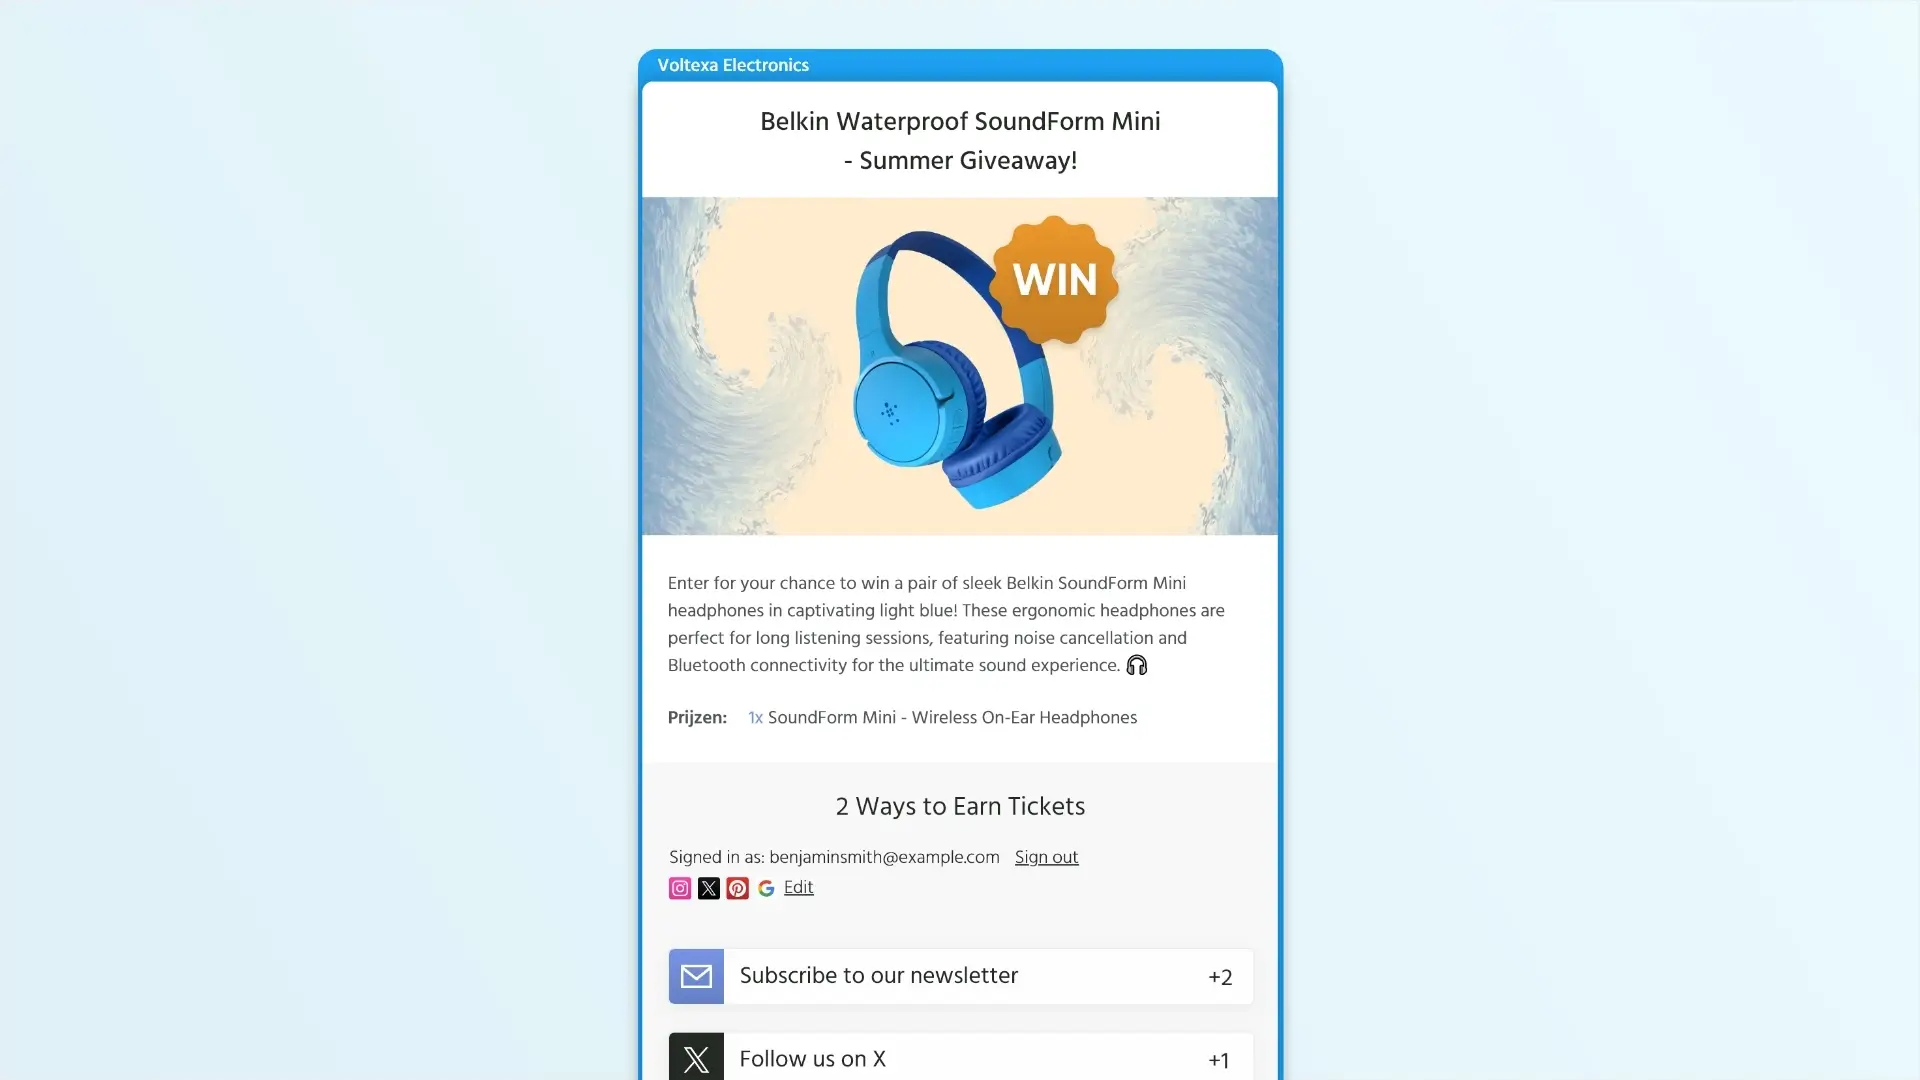 Voltexa Electronics
Belkin Waterproof SoundForm Mini
- Summer Giveaway!
WIN
Enter for your chance to win a pair of sleek Belkin SoundForm Mini
headphones in captivating light blue! These ergonomic headphones are
perfect for long listening sessions, featuring noise cancellation and
Bluetooth connectivity for the ultimate sound experience. 🎧
Prijzen: 1x SoundForm Mini - Wireless On-Ear Headphones
2 Ways to Earn Tickets
Signed in as: benjaminsmith@example.com Sign out
Edit
Subscribe to our newsletter +2
Follow us on X +1